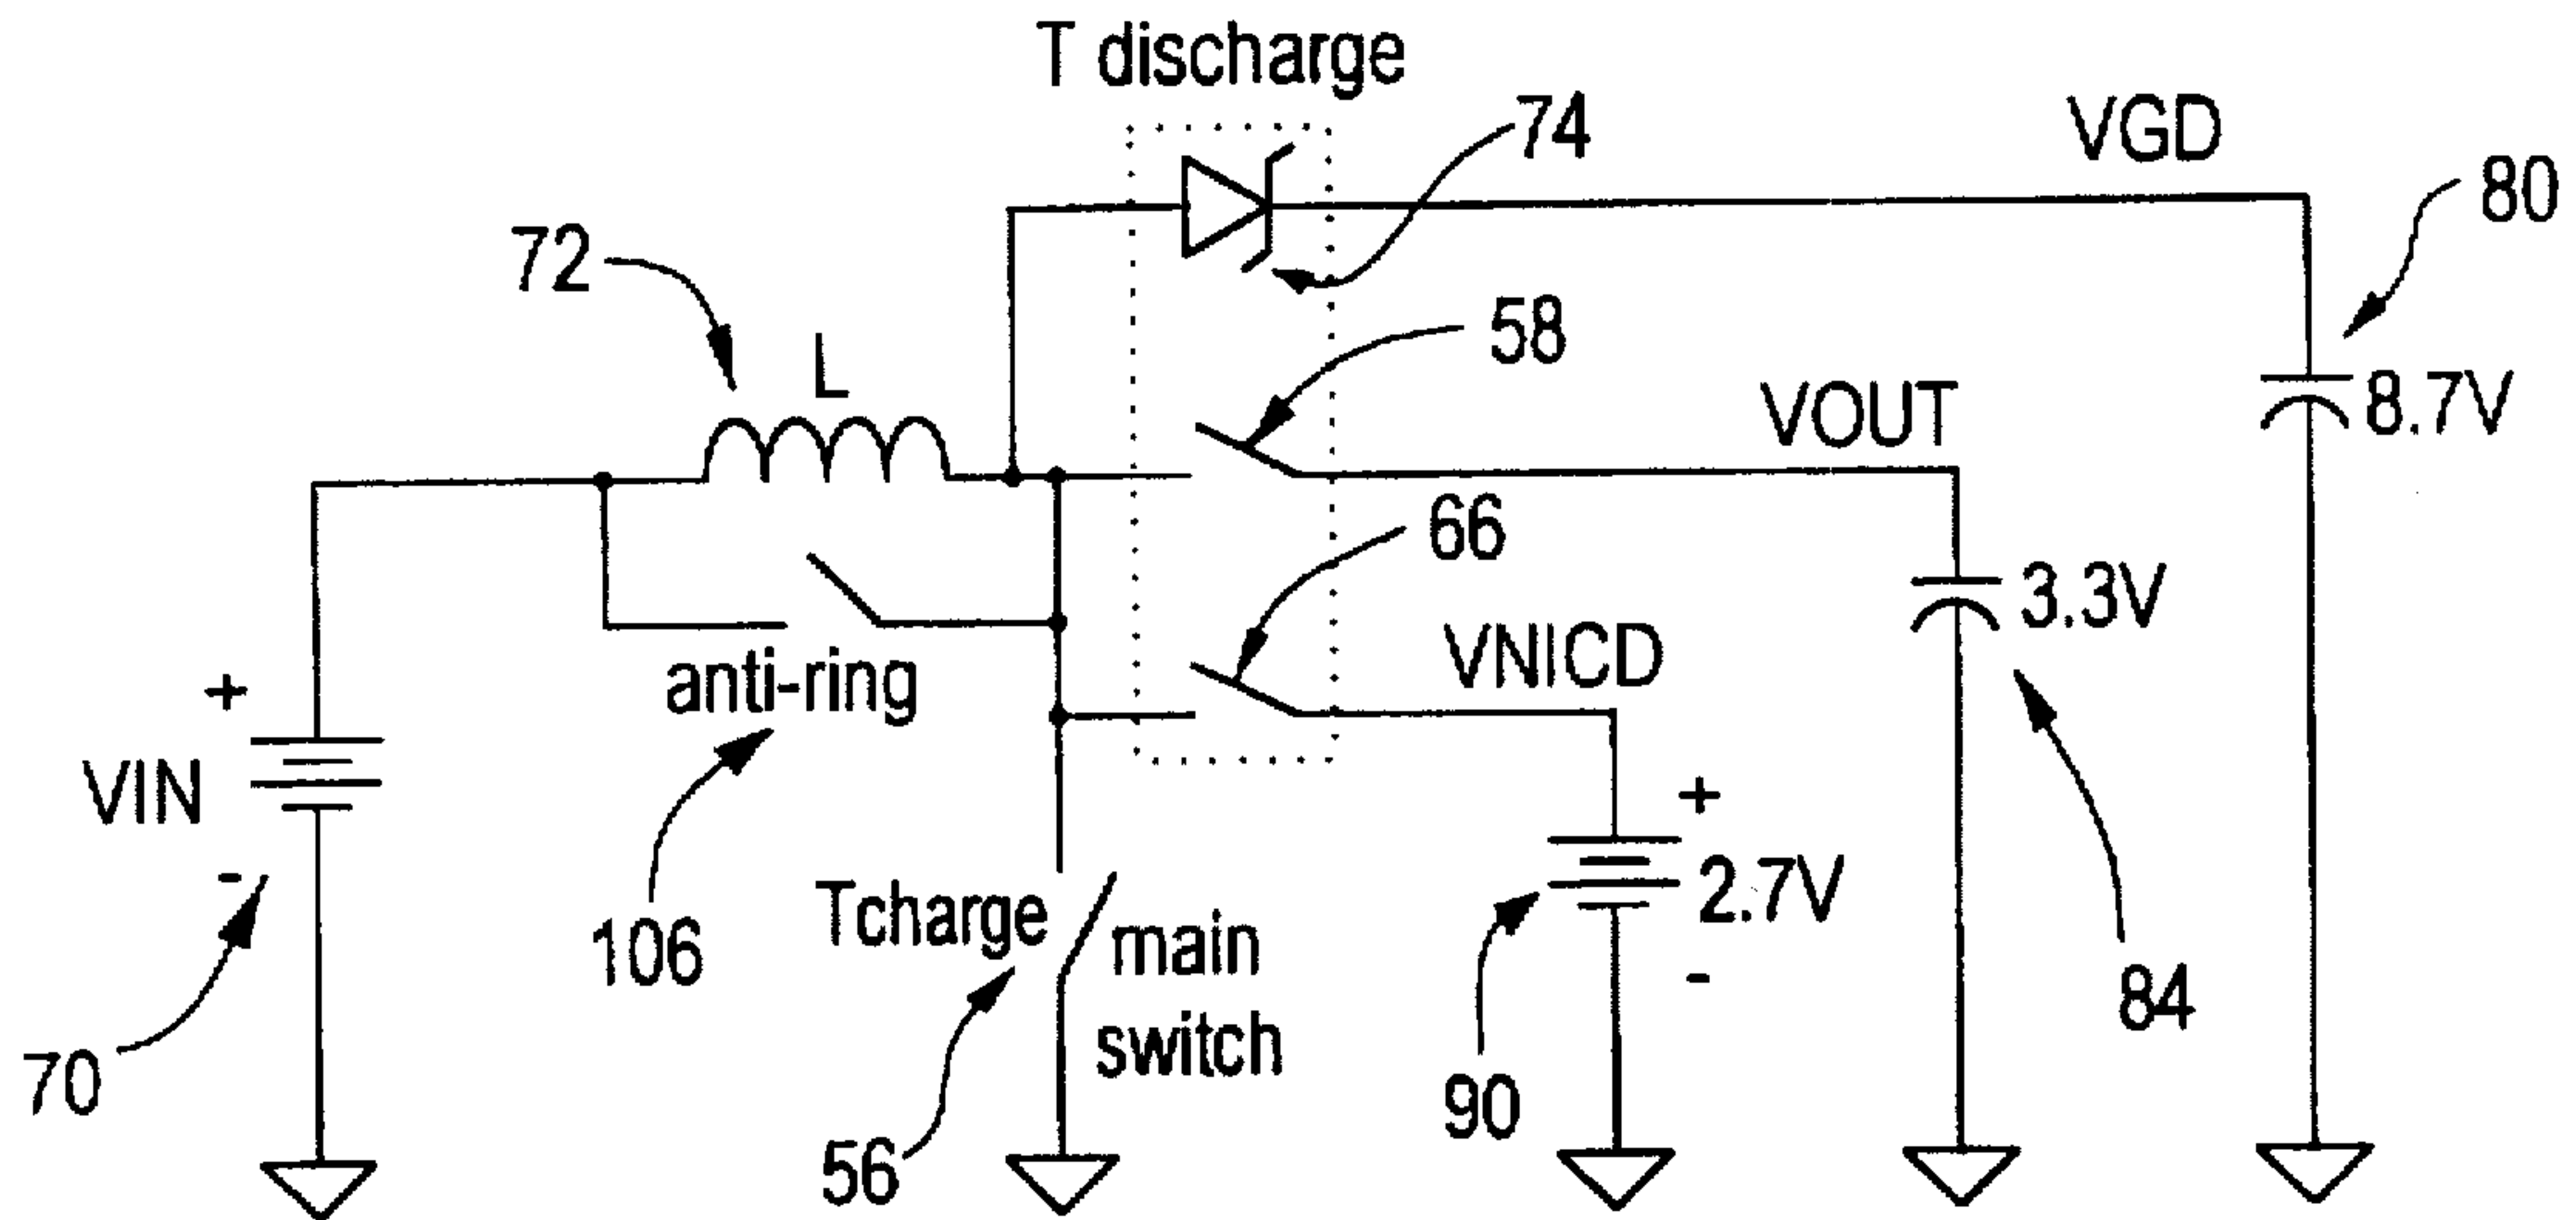 T discharge
74
VGD
80
72
L
58
VOUT
8.7V
66
3.3V
anti-ring
VNICD
+
VIN
+
2.7V
-
Tcharge
main
switch
106
-
84
70
90
56